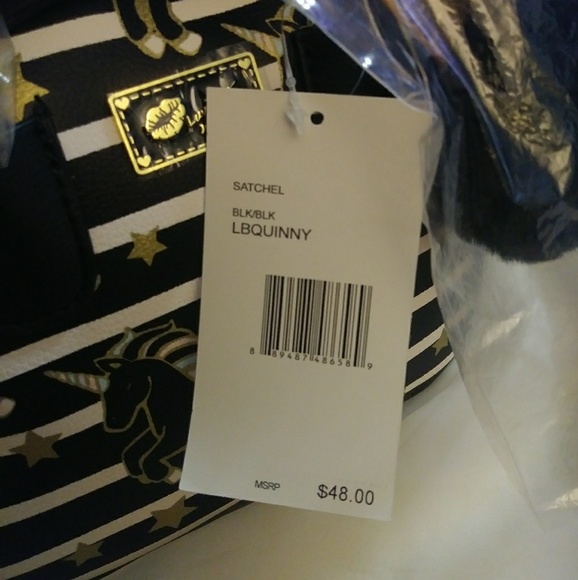 SATCHEL
BLK/BLK
LBQUINNY
8 89487 48658 9
MSRP $48.00